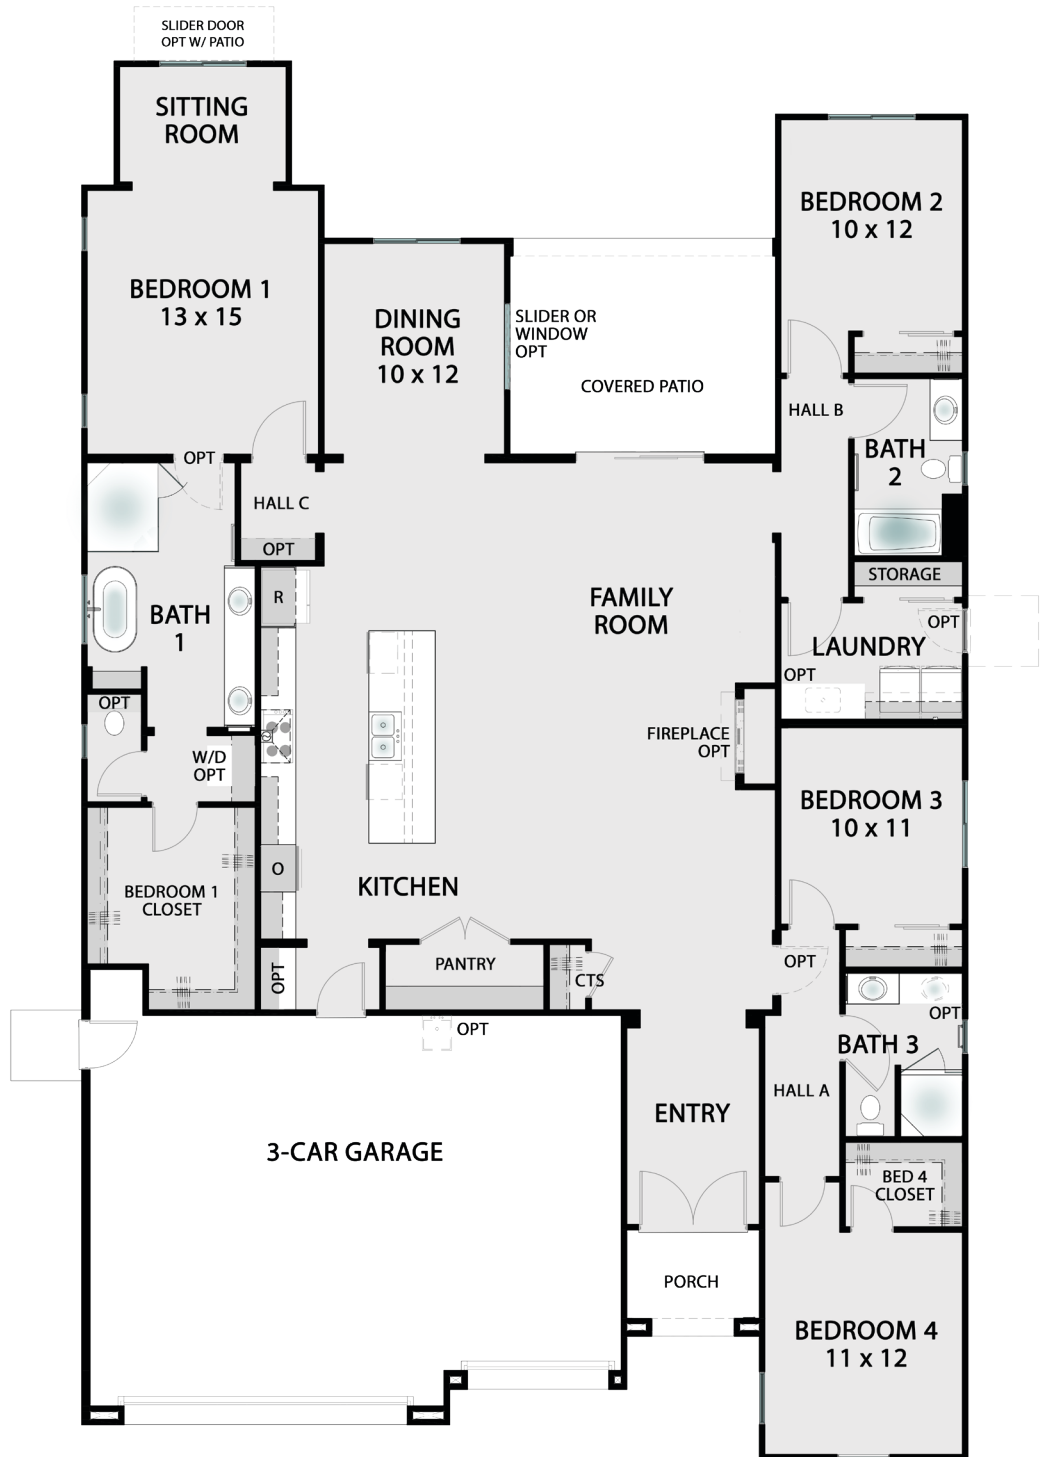 SLIDER DOOR
OPT W/ PATIO
SITTING
ROOM
BEDROOM 2
10 x 12
BEDROOM 1
13 x 15
DINING
ROOM
10 x 12
SLIDER OR
WINDOW
OPT
COVERED PATIO
HALL B
BATH
2
OPT
HALL C
OPT
STORAGE
R
FAMILY
ROOM
BATH
1
OPT
LAUNDRY
OPT
OPT
FIREPLACE
OPT
W/D
OPT
BEDROOM 3
10 x 11
O
KITCHEN
BEDROOM 1
CLOSET
OPT
PANTRY
CTS
OPT
OPT
OPT
BATH 3
HALL A
ENTRY
3-CAR GARAGE
BED 4
CLOSET
PORCH
BEDROOM 4
11 x 12